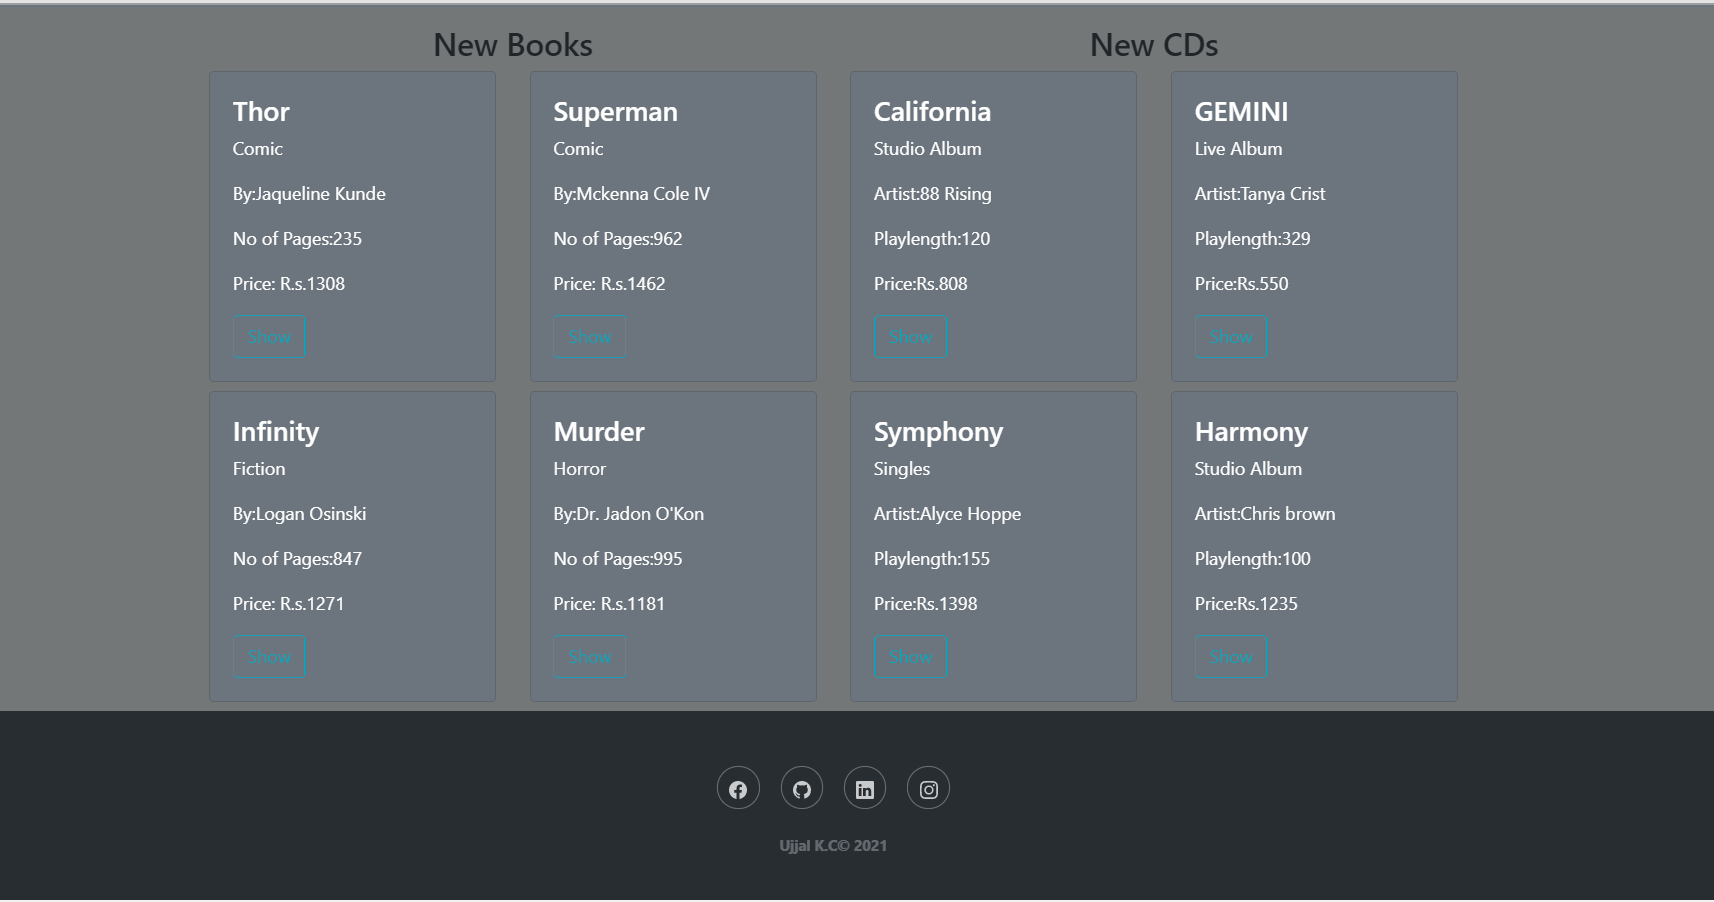 New Books
New CDs
Thor
Comic
By:Jaqueline Kunde
No of Pages:235
Price: R.s.1308
Show
Superman
Comic
By:Mckenna Cole IV
No of Pages:962
Price: R.s.1462
Show
California
Studio Album
Artist:88 Rising
Playlength:120
Price:Rs.808
Show
GEMINI
Live Album
Artist:Tanya Crist
Playlength:329
Price:Rs.550
Show
Infinity
Fiction
By:Logan Osinski
No of Pages:847
Price: R.s.1271
Show
Murder
Horror
By:Dr. Jadon O'Kon
No of Pages:995
Price: R.s.1181
Show
Symphony
Singles
Artist:Alyce Hoppe
Playlength:155
Price:Rs.1398
Show
Harmony
Studio Album
Artist:Chris brown
Playlength:100
Price:Rs.1235
Show
Ujjal K.C© 2021